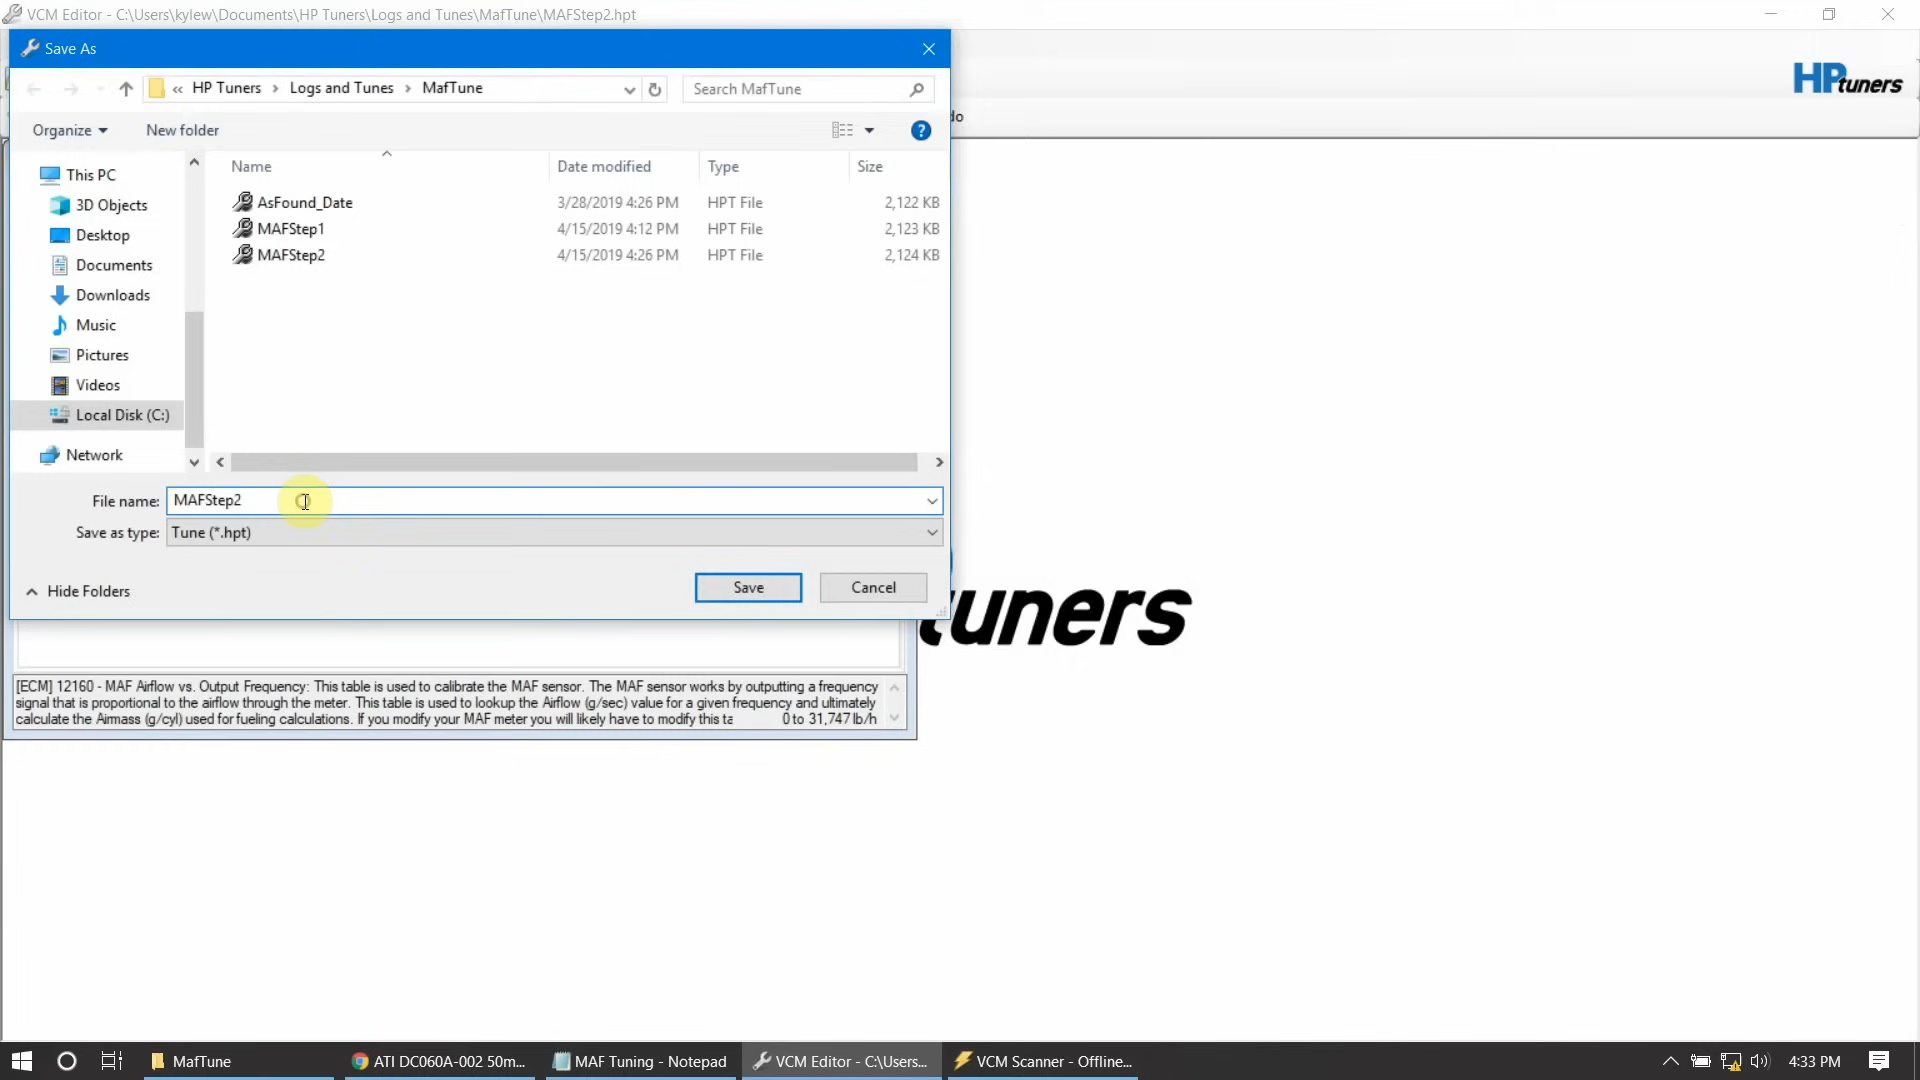 VCM Editor - C:\Users\kylew\Documents\HP Tuners\Logs and Tunes\MafTune\MAFStep2.hpt
Save As
« HP Tuners › Logs and Tunes › MafTune
Search MafTune
HPtuners
Organize
New folder
?
do
Name
Date modified
Type
Size
This PC
3D Objects
Desktop
Documents
Downloads
Music
Pictures
Videos
Local Disk (C:)
Network
AsFound_Date 3/28/2019 4:26 PM HPT File 2,122 KB
MAFStep1 4/15/2019 4:12 PM HPT File 2,123 KB
MAFStep2 4/15/2019 4:26 PM HPT File 2,124 KB
File name: MAFStep2
Save as type: Tune (*.hpt)
Hide Folders
Save
Cancel
tuners
[ECM] 12160 - MAF Airflow vs. Output Frequency: This table is used to calibrate the MAF sensor. The MAF sensor works by outputing a frequency
signal that is proportional to the airflow through the meter. This table is used to lookup the Airflow (g/sec) value for a given frequency and ultimately
calculate the Airmass (g/cyl) used for fueling calculations. If you modify your MAF meter you will likely have to modify this ta 0 to 31,747 lb/h
MafTune
ATI DC060A-002 50m...
MAF Tuning - Notepad
VCM Editor - C:\Users...
VCM Scanner - Offline...
4:33 PM